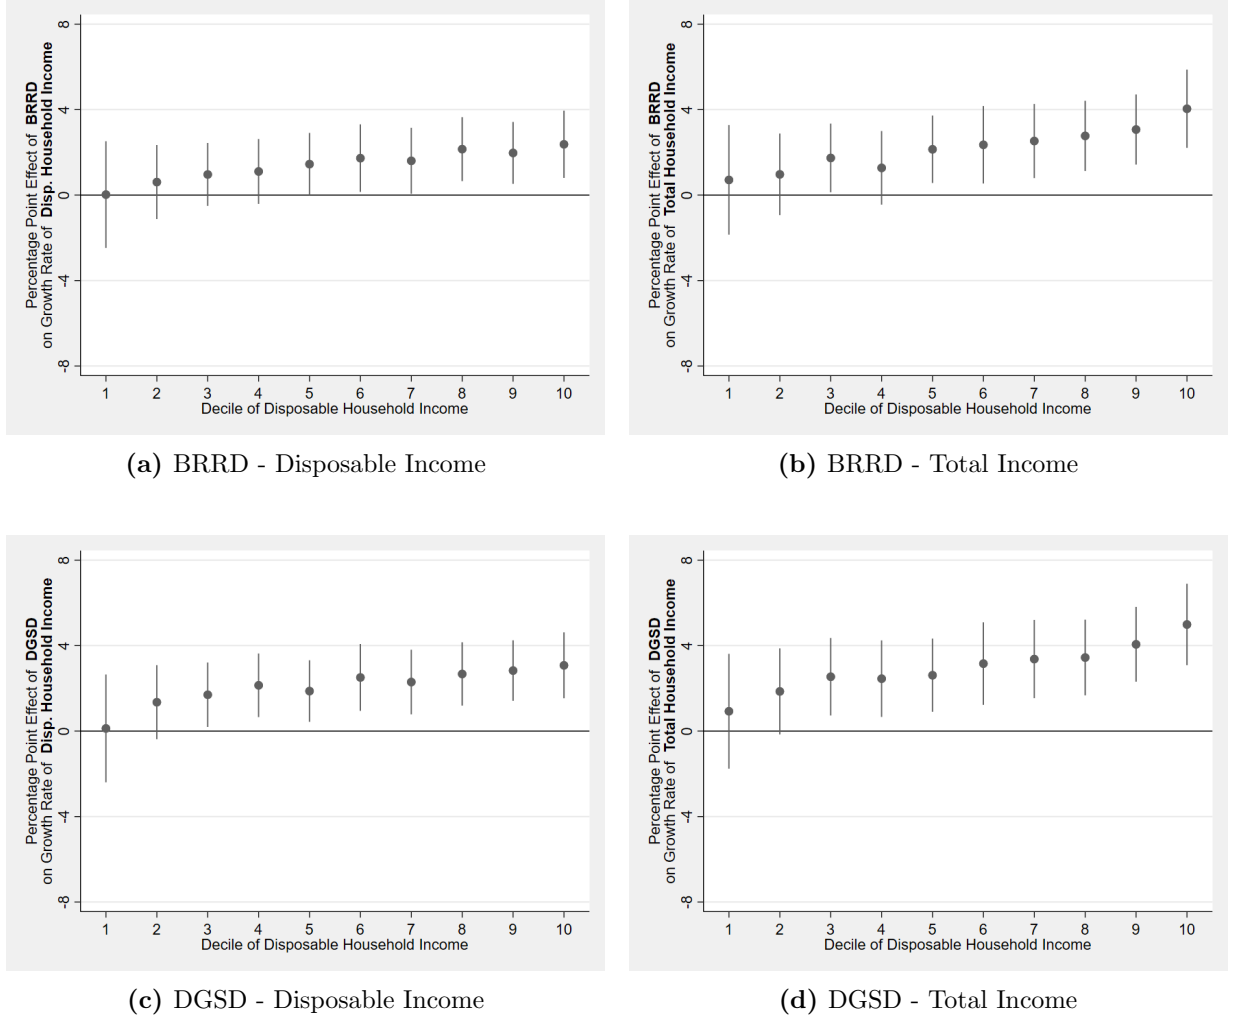 Percentage Point Effect of BRRD
on Growth Rate of Disp. Household Income
8
4
0
-4
-8
1 2 3 4 5 6 7 8 9 10
Decile of Disposable Household Income
(a) BRRD - Disposable Income
Percentage Point Effect of BRRD
on Growth Rate of Total Household Income
8
4
0
-4
-8
1 2 3 4 5 6 7 8 9 10
Decile of Disposable Household Income
(b) BRRD - Total Income
Percentage Point Effect of DGSD
on Growth Rate of Disp. Household Income
8
4
0
-4
-8
1 2 3 4 5 6 7 8 9 10
Decile of Disposable Household Income
(c) DGSD - Disposable Income
Percentage Point Effect of DGSD
on Growth Rate of Total Household Income
8
4
0
-4
-8
1 2 3 4 5 6 7 8 9 10
Decile of Disposable Household Income
(d) DGSD - Total Income